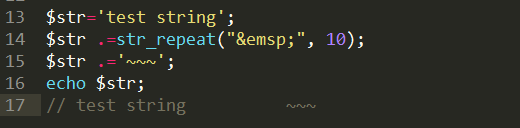 13 $str='test string';
14 $str .=str_repeat("&emsp;", 10);
15 $str .='~~~';
16 echo $str;
17 // test string          ~~~